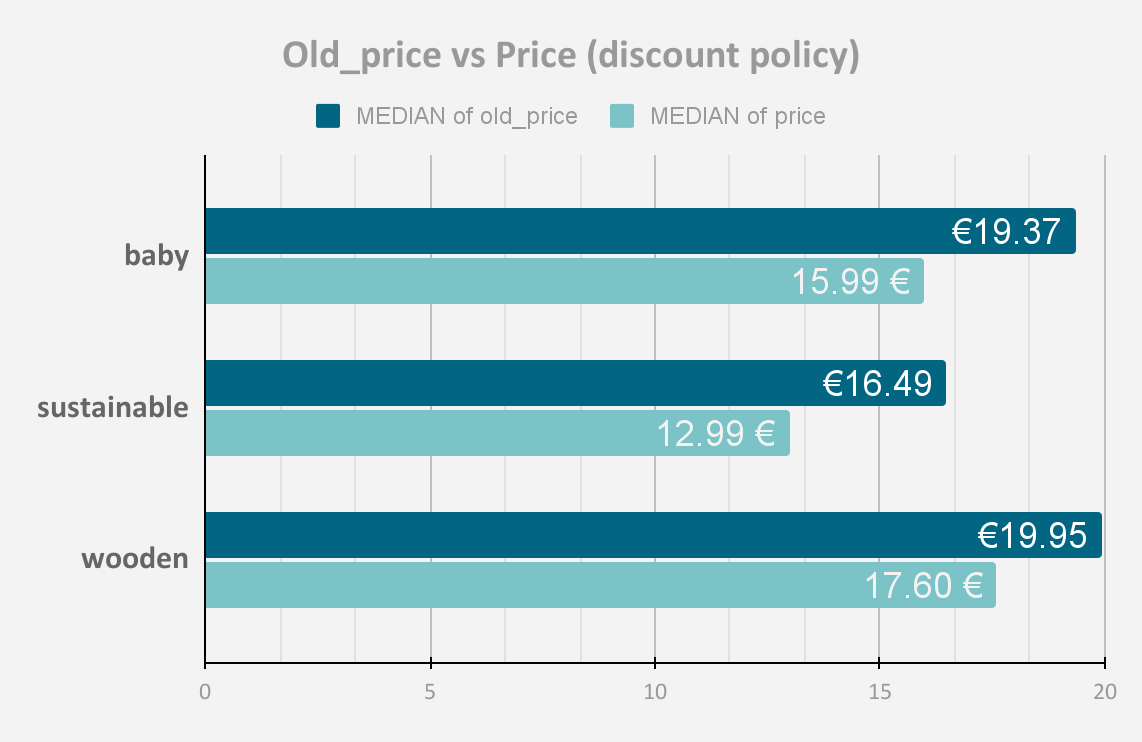 Old_price vs Price (discount policy)
MEDIAN of old_price MEDIAN of price
baby
€19.37
15.99 €
sustainable
€16.49
12.99 €
wooden
€19.95
17.60 €
0 5 10 15 20